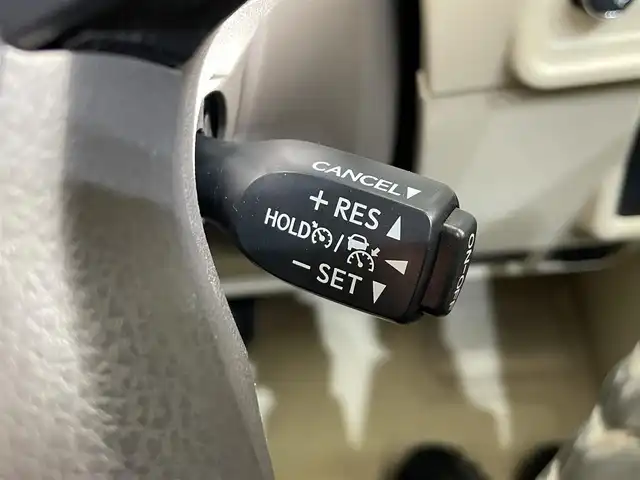 CANCEL▼
+ RES ▲
HOLD /
− SET ▼
ON-OFF